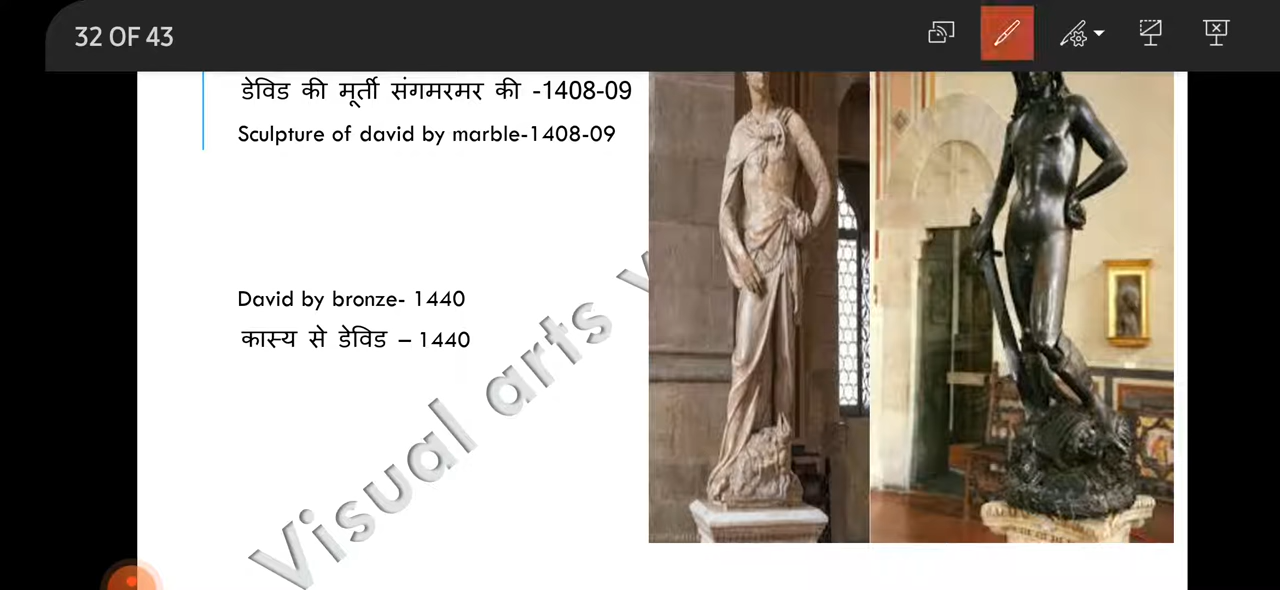 32 OF 43
डेविड की मूर्ती संगमरमर की -1408-09
Sculpture of david by marble-1408-09
David by bronze- 1440
कास्य से डेविड – 1440
Visual arts